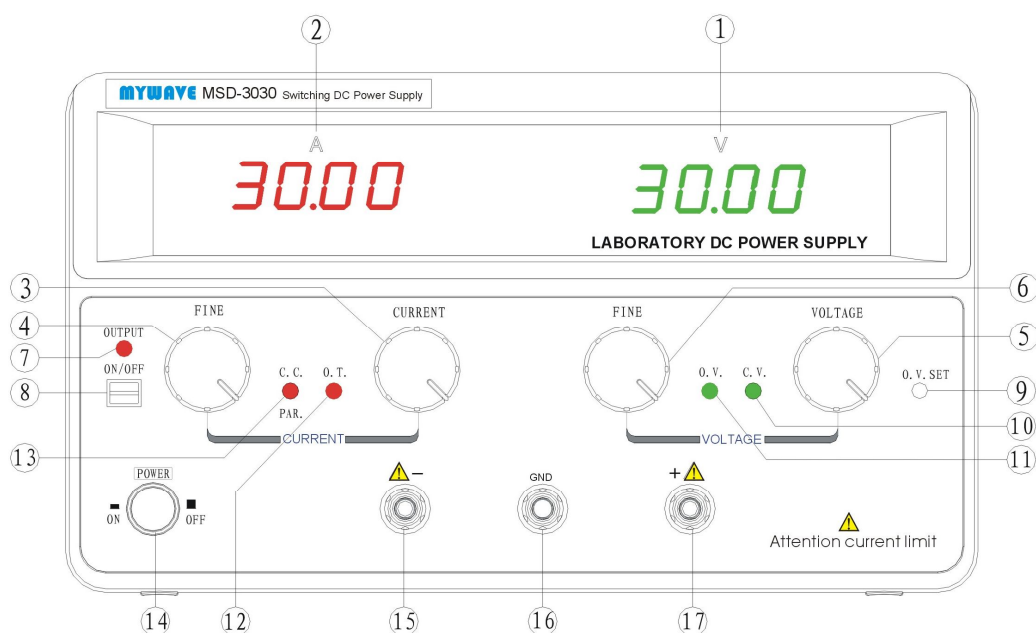 ② ①
MYWAVE MSD-3030 Switching DC Power Supply
A V
30.00 30.00
LABORATORY DC POWER SUPPLY
③ ⑥
④ FINE CURRENT FINE VOLTAGE
⑦ OUTPUT ⑤
ON/OFF C.C. O.T. O.V. C.V. O.V.SET
⑧ ⑨
PAR. ⑩
CURRENT VOLTAGE
⑬ ⑪
POWER − GND +
ON OFF
Attention current limit
⑭ ⑫ ⑮ ⑯ ⑰